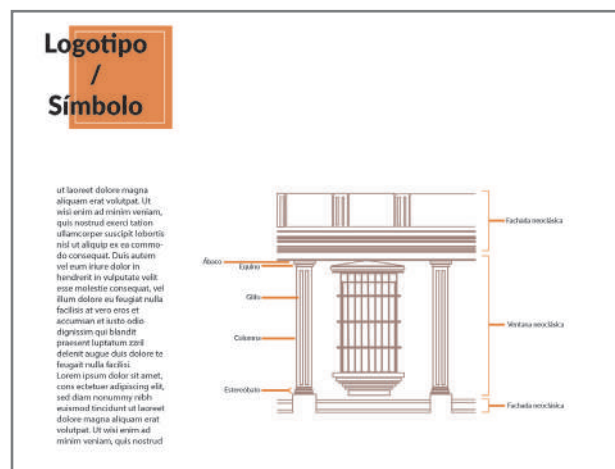 Logotipo
/
Símbolo
ut laoreet dolore magna
aliquam erat volutpat. Ut
wisi enim ad minim veniam,
quis nostrud exerci tation
ullamcorper suscipit lobortis
nisl ut aliquip ex ea commo-
do consequat. Duis autem
vel eum iriure dolor in
hendrerit in vulputate velit
esse molestie consequat, vel
illum dolore eu feugiat nulla
facilisis at vero eros et
accumsan et iusto odio
dignissim qui blandit
praesent luptatum zzril
delenit augue duis dolore te
feugait nulla facilisi.
Lorem ipsum dolor sit amet,
cons ectetuer adipiscing elit,
sed diam nonummy nibh
euismod tincidunt ut laoreet
dolore magna aliquam erat
volutpat. Ut wisi enim ad
minim veniam, quis nostrud
Ábaco
Equino
Glifo
Columna
Estereobato
Fachada neoclásica
Ventana neoclásica
Fachada neoclásica